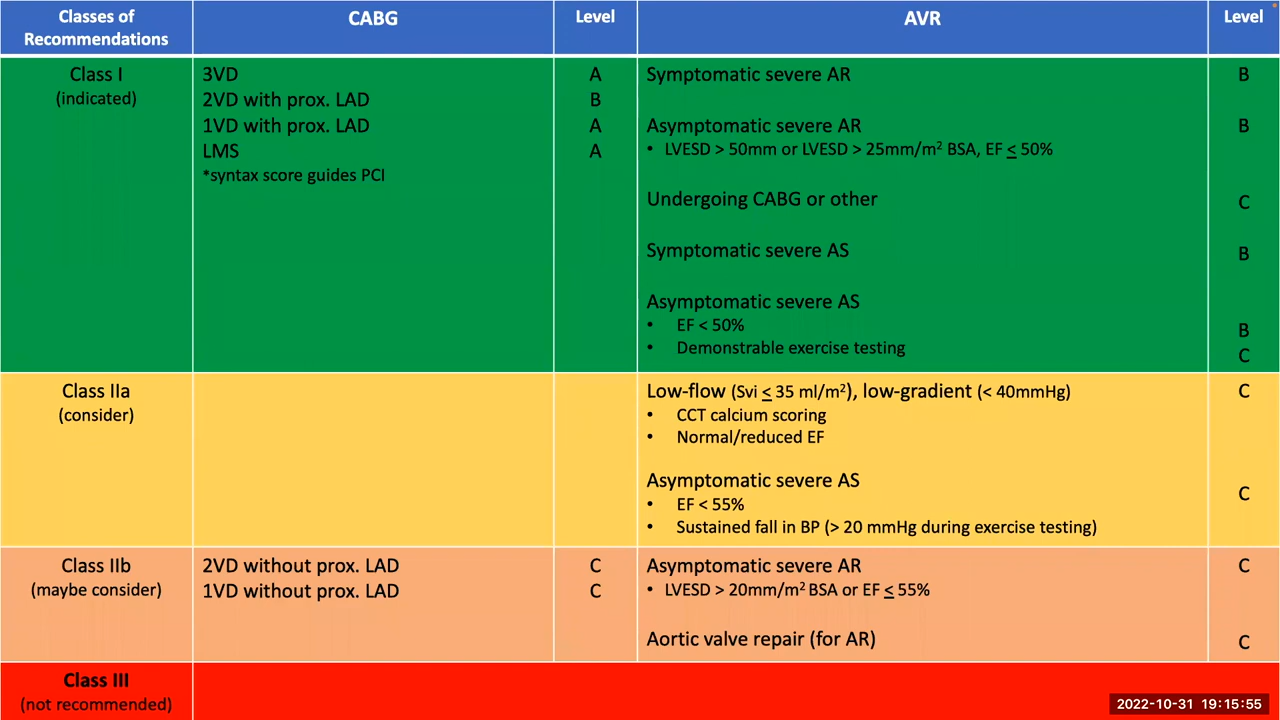 Classes of Recommendations
CABG
Level
AVR
Level
Class I
(indicated)
3VD
A
2VD with prox. LAD
B
1VD with prox. LAD
A
LMS
A
*syntax score guides PCI
Symptomatic severe AR
B
Asymptomatic severe AR
B
• LVESD > 50mm or LVESD > 25mm/m² BSA, EF ≤ 50%
Undergoing CABG or other
C
Symptomatic severe AS
B
Asymptomatic severe AS
• EF < 50%
B
• Demonstrable exercise testing
C
Class IIa
(consider)
Low-flow (Svi ≤ 35 ml/m²), low-gradient (< 40mmHg)
C
• CCT calcium scoring
• Normal/reduced EF
Asymptomatic severe AS
C
• EF < 55%
• Sustained fall in BP (> 20 mmHg during exercise testing)
Class IIb
(maybe consider)
2VD without prox. LAD
C
1VD without prox. LAD
C
Asymptomatic severe AR
C
• LVESD > 20mm/m² BSA or EF ≤ 55%
Aortic valve repair (for AR)
C
Class III
(not recommended)
2022-10-31 19:15:55